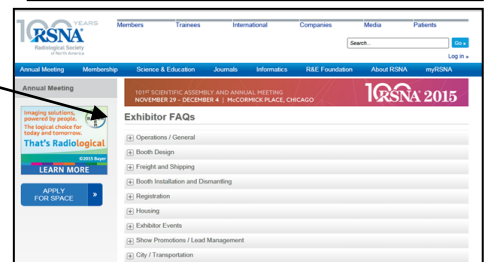 100 YEARS
RSNA
Radiological Society
of North America
Members Trainees International Companies Media Patients
Search... Go »
Log in »
Annual Meeting Membership Science & Education Journals Informatics R&E Foundation About RSNA myRSNA
Annual Meeting
Imaging solutions,
powered by people.
The logical choice for
today and tomorrow.
That's Radiological
©2015 Bayer
LEARN MORE
APPLY
FOR SPACE »
101ST SCIENTIFIC ASSEMBLY AND ANNUAL MEETING
NOVEMBER 29 – DECEMBER 4 | McCORMICK PLACE, CHICAGO
RSNA 2015
Exhibitor FAQs
Operations / General
Booth Design
Freight and Shipping
Booth Installation and Dismantling
Registration
Housing
Exhibitor Events
Show Promotions / Lead Management
City / Transportation